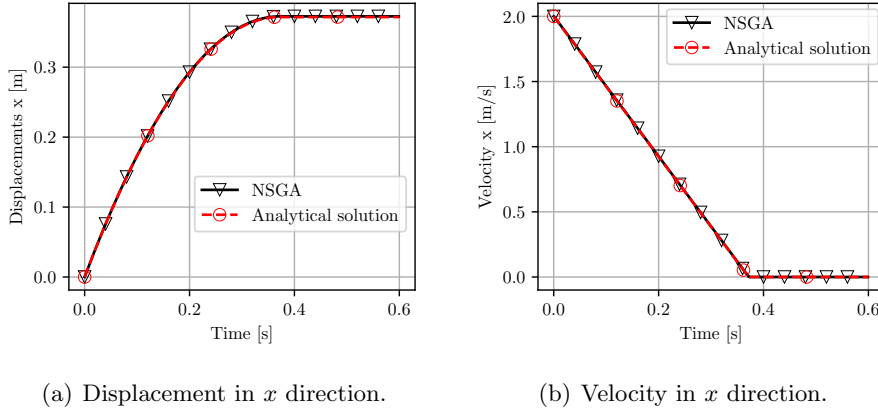 Displacements x [m]
0.3
0.2
0.1
0.0
NSGA
Analytical solution
0.0 0.2 0.4 0.6
Time [s]
(a) Displacement in x direction.
Velocity x [m/s]
2.0
1.5
1.0
0.5
0.0
NSGA
Analytical solution
0.0 0.2 0.4 0.6
Time [s]
(b) Velocity in x direction.